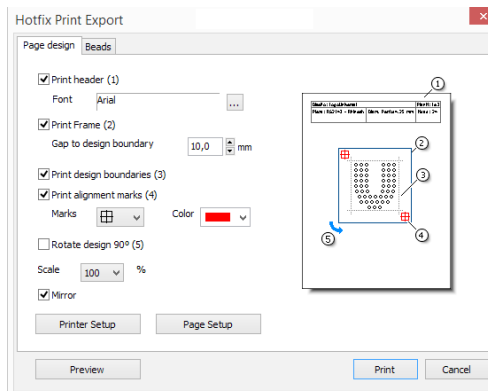 Hotfix Print Export
Page design Beads
Print header (1)
Font Arial ...
Print Frame (2)
Gap to design boundary 10,0 mm
Print design boundaries (3)
Print alignment marks (4)
Marks Color
Rotate design 90º (5)
Scale 100 %
Mirror
Printer Setup Page Setup
Preview Print Cancel
1
2
3
4
5